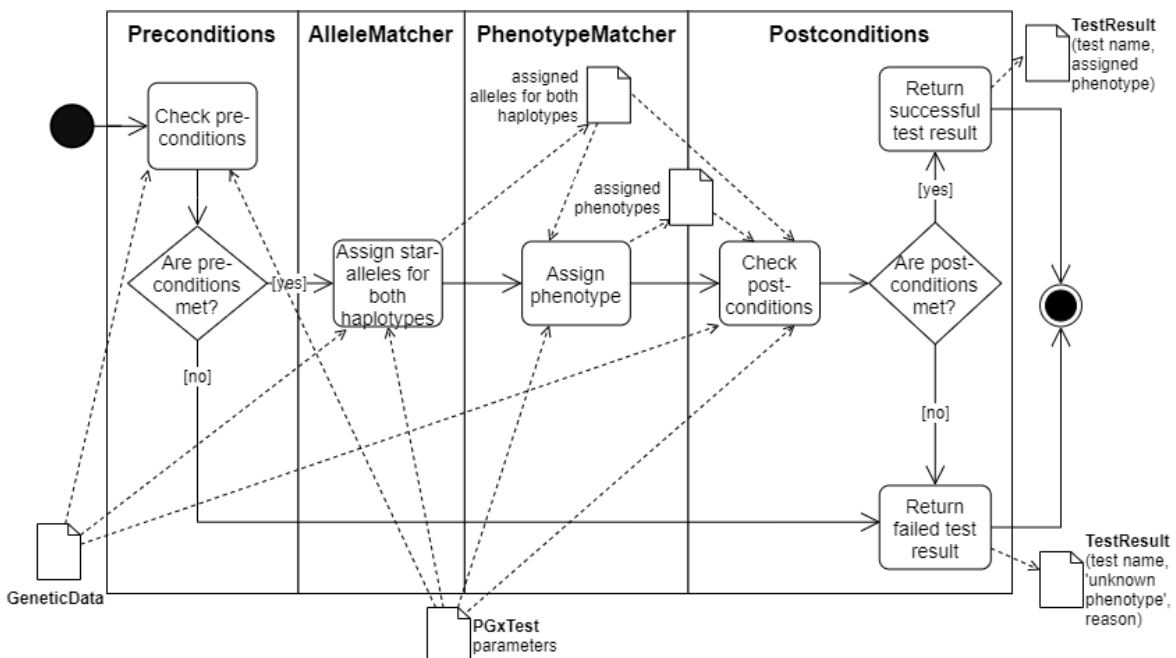 Preconditions
AlleleMatcher
PhenotypeMatcher
Postconditions
TestResult
(test name,
assigned
phenotype)
assigned
alleles for both
haplotypes
Return
successful
test result
Check pre-
conditions
[yes]
assigned
phenotypes
Are pre-
conditions
met?
[yes]
Assign star-
alleles for
both
haplotypes
Assign
phenotype
Check
post-
conditions
Are post-
conditions
met?
[no]
[no]
Return
failed test
result
TestResult
(test name,
'unknown
phenotype',
reason)
GeneticData
PGxTest
parameters